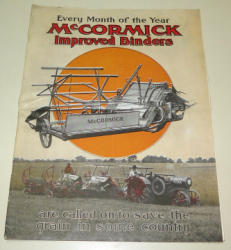 Every Month of the Year
McCORMICK
Improved Binders
McCORMICK
are called on to save the
grain in some country